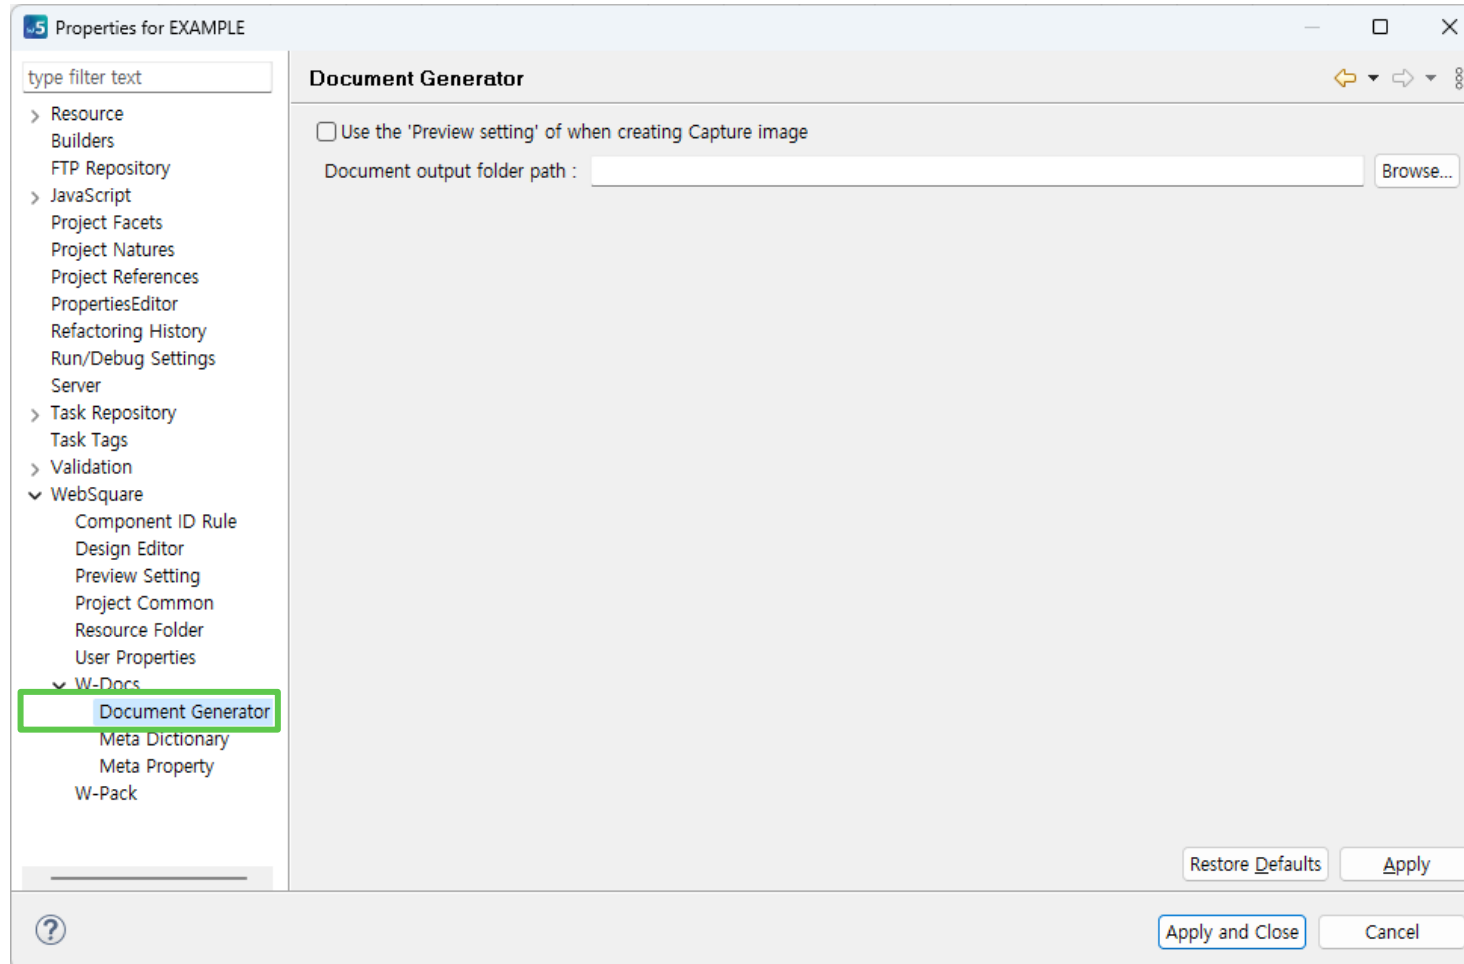 Properties for EXAMPLE
type filter text
Resource
Builders
FTP Repository
JavaScript
Project Facets
Project Natures
Project References
PropertiesEditor
Refactoring History
Run/Debug Settings
Server
Task Repository
Task Tags
Validation
WebSquare
Component ID Rule
Design Editor
Preview Setting
Project Common
Resource Folder
User Properties
W-Docs
Document Generator
Meta Dictionary
Meta Property
W-Pack
Document Generator
Use the 'Preview setting' of when creating Capture image
Document output folder path :
Browse...
Restore Defaults
Apply
Apply and Close
Cancel